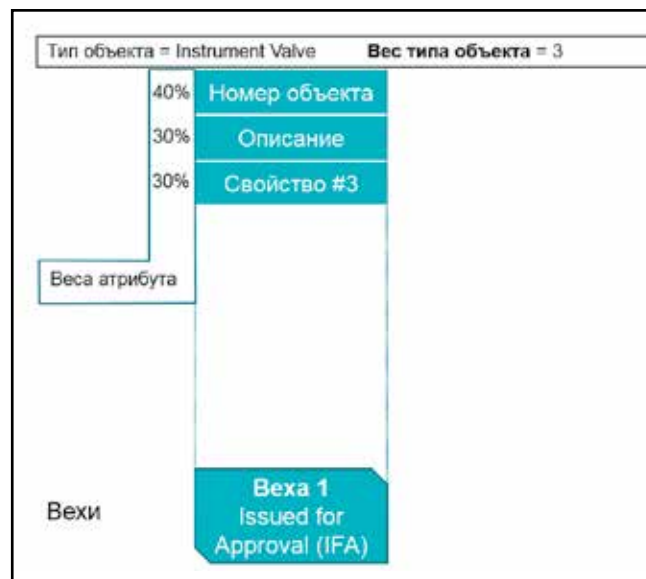 Тип объекта = Instrument Valve Вес типа объекта = 3
40% Номер объекта
30% Описание
30% Свойство #3
Веса атрибута
Вехи
Веха 1
Issued for
Approval (IFA)